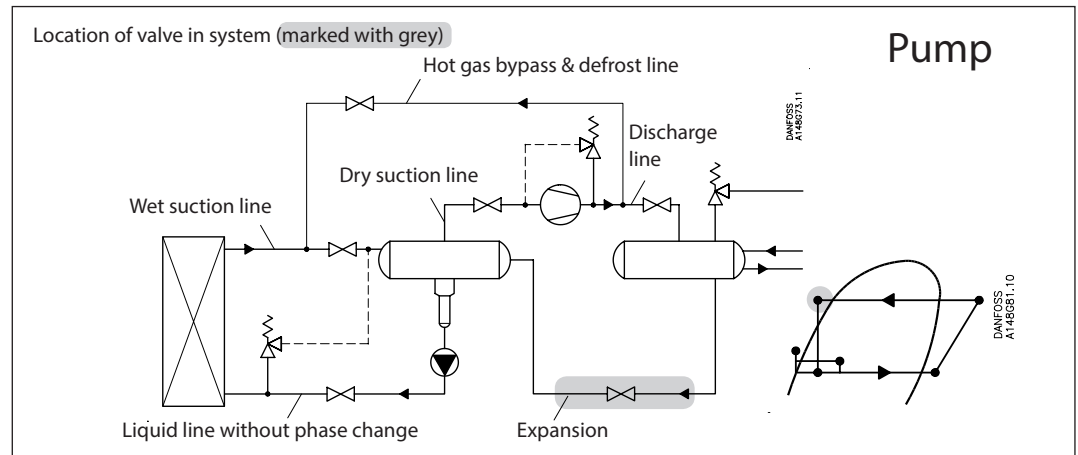 Location of valve in system (marked with grey)
Pump
Hot gas bypass & defrost line
DANFOSS
A148G73.11
Discharge
line
Dry suction line
Wet suction line
DANFOSS
A148G81.10
Liquid line without phase change
Expansion